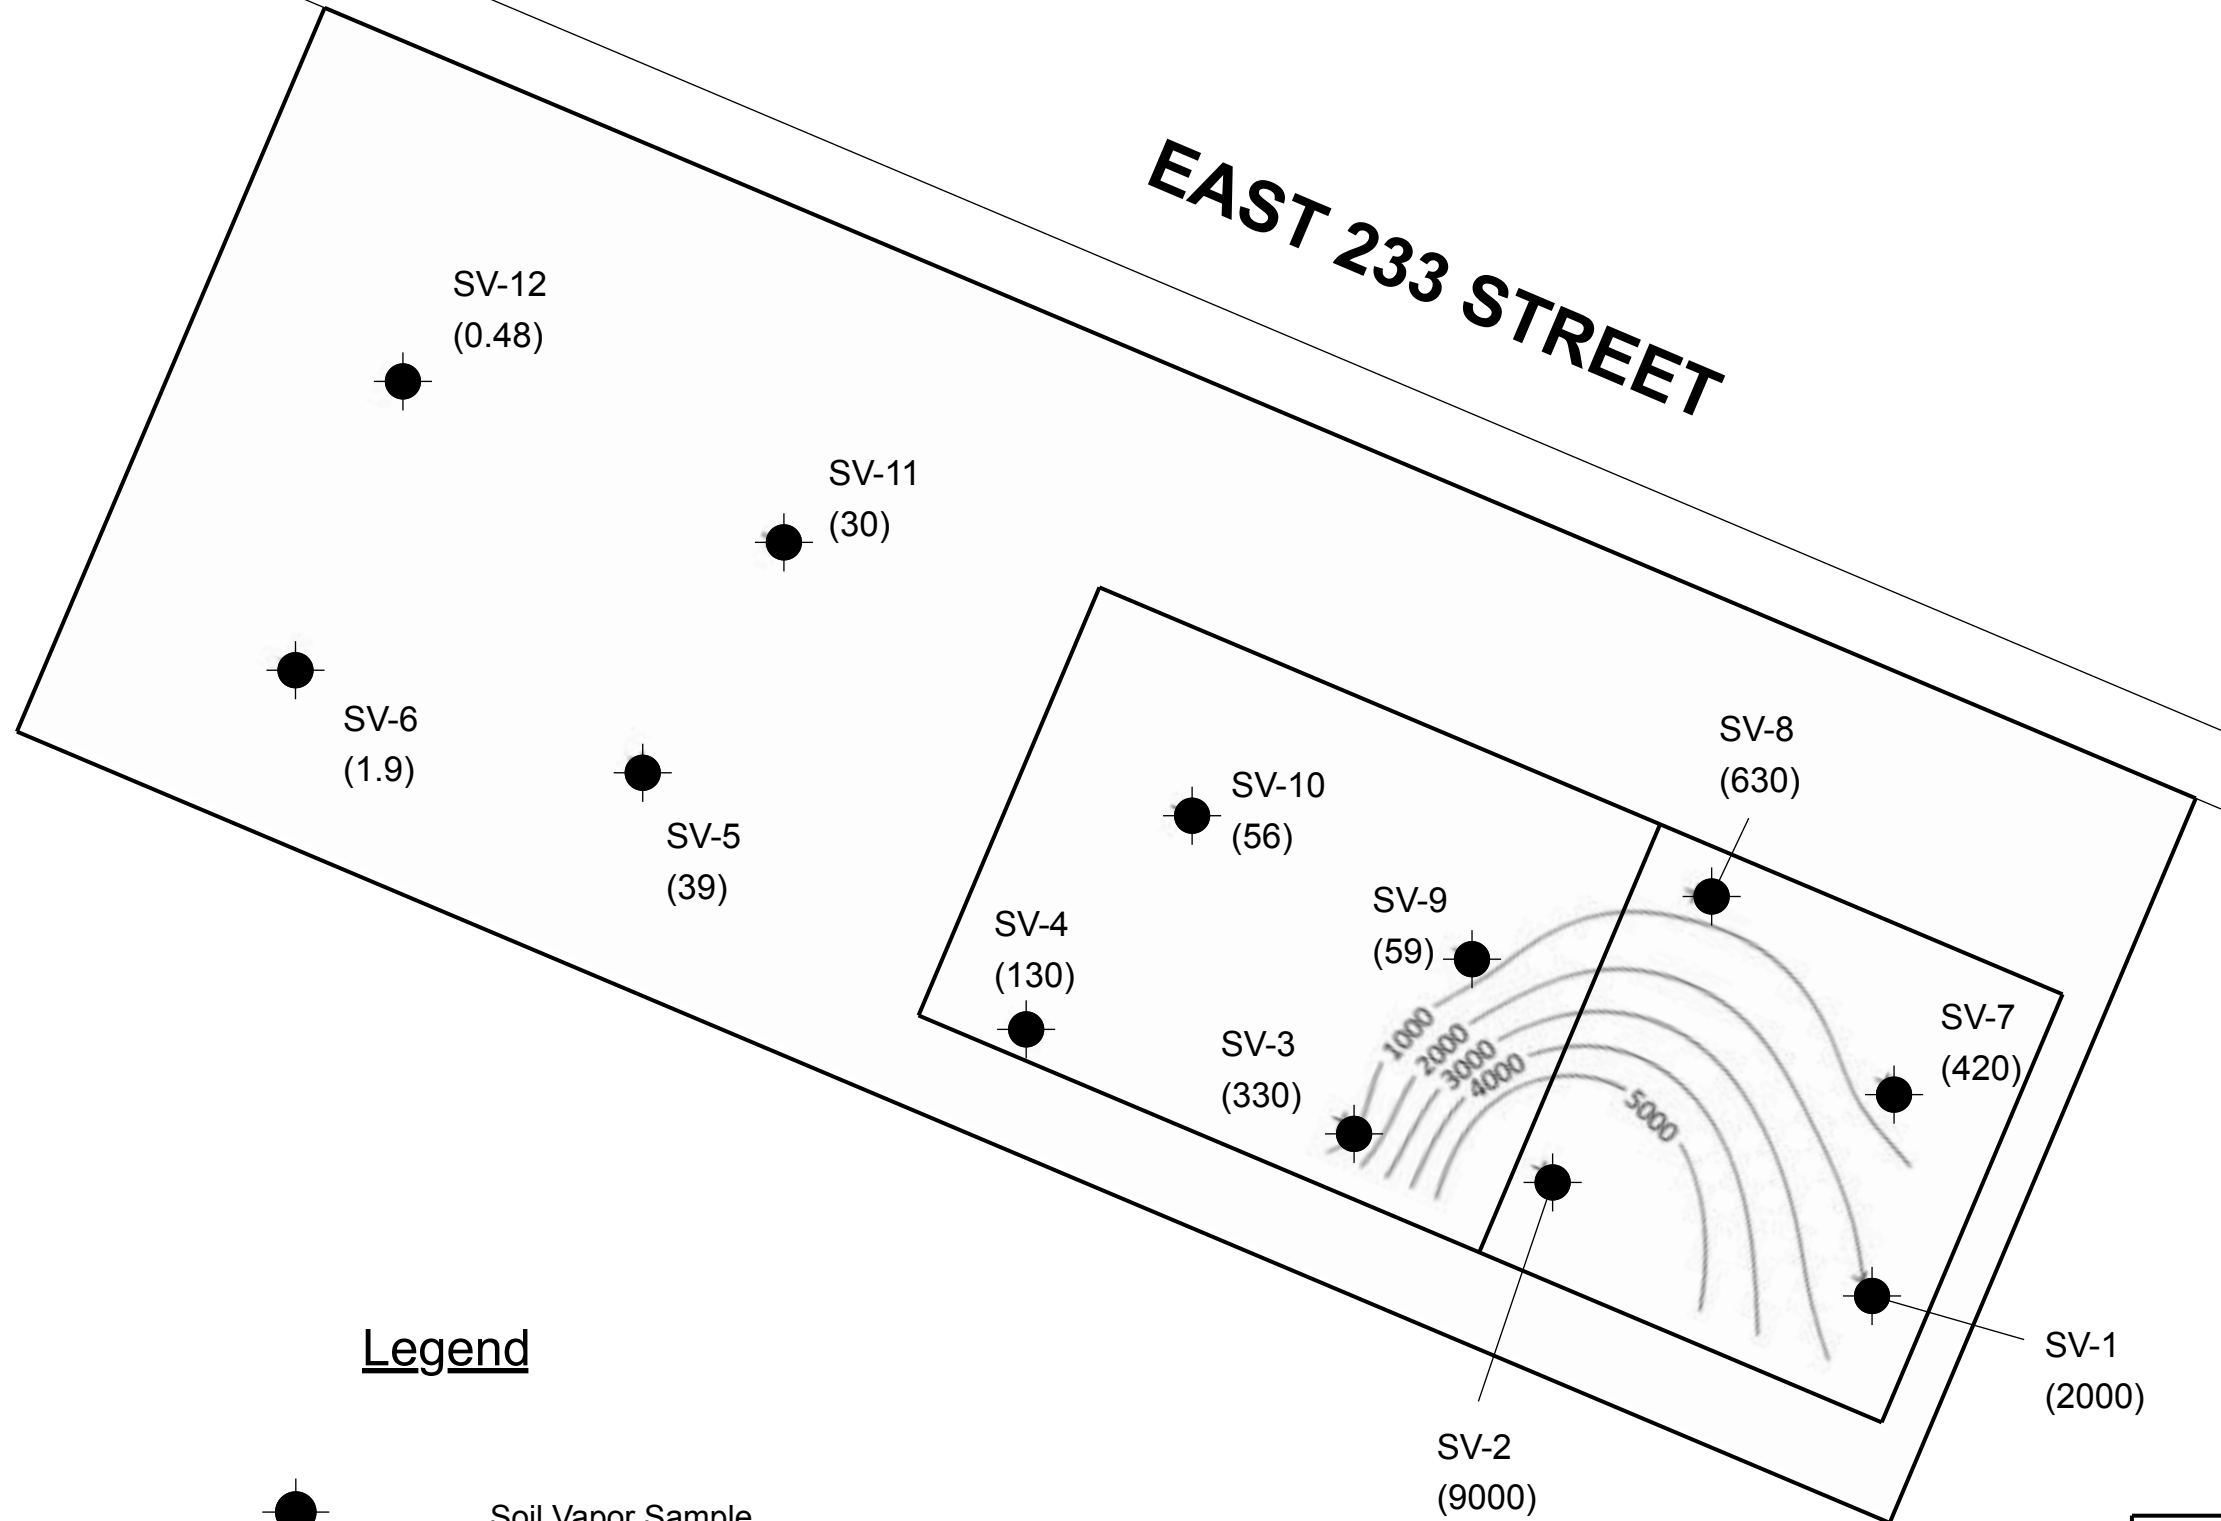 EAST 233 STREET
SV-12
(0.48)
SV-11
(30)
SV-6
(1.9)
SV-5
(39)
SV-8
(630)
SV-10
(56)
SV-9
(59)
SV-4
(130)
SV-3
(330)
SV-7
(420)
1000
2000
3000
4000
5000
SV-1
(2000)
SV-2
(9000)
Legend
Soil Vapor Sample